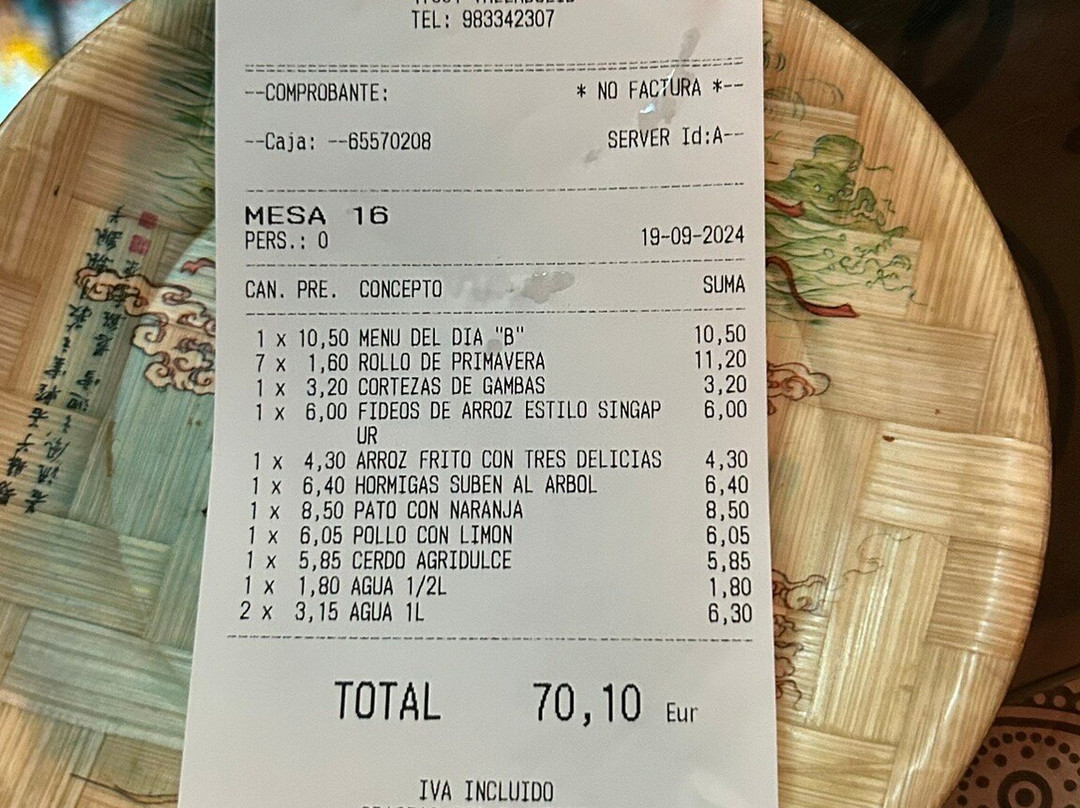 TEL: 983342307
--COMPROBANTE: * NO FACTURA *--
--Caja: --65570208 SERVER Id:A--
MESA 16
PERS.: 0 19-09-2024
CAN. PRE. CONCEPTO SUMA
1 x 10,50 MENU DEL DIA "B" 10,50
7 x 1,60 ROLLO DE PRIMAVERA 11,20
1 x 3,20 CORTEZAS DE GAMBAS 3,20
1 x 6,00 FIDEOS DE ARROZ ESTILO SINGAP 6,00
UR
1 x 4,30 ARROZ FRITO CON TRES DELICIAS 4,30
1 x 6,40 HORMIGAS SUBEN AL ARBOL 6,40
1 x 8,50 PATO CON NARANJA 8,50
1 x 6,05 POLLO CON LIMON 6,05
1 x 5,85 CERDO AGRIDULCE 5,85
1 x 1,80 AGUA 1/2L 1,80
2 x 3,15 AGUA 1L 6,30
TOTAL 70,10 Eur
IVA INCLUIDO